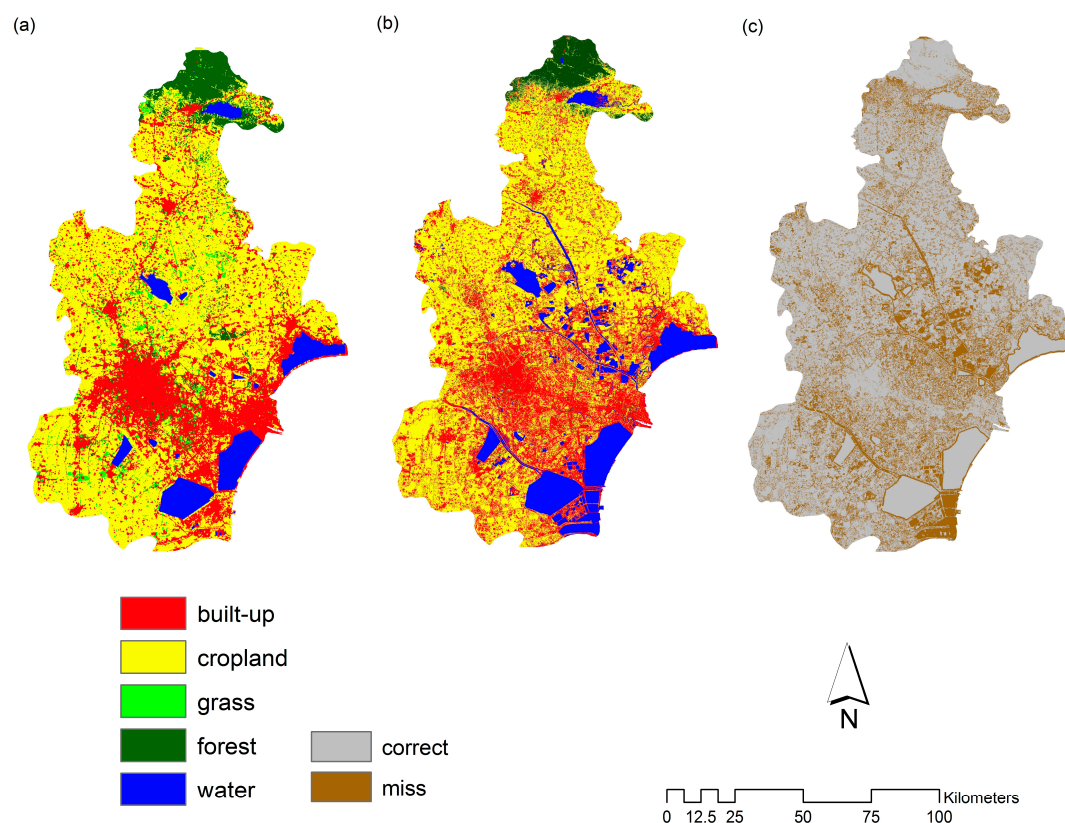 (a)
(b)
(c)
built-up
cropland
grass
forest
water
correct
miss
N
Kilometers
0 12.5 25 50 75 100